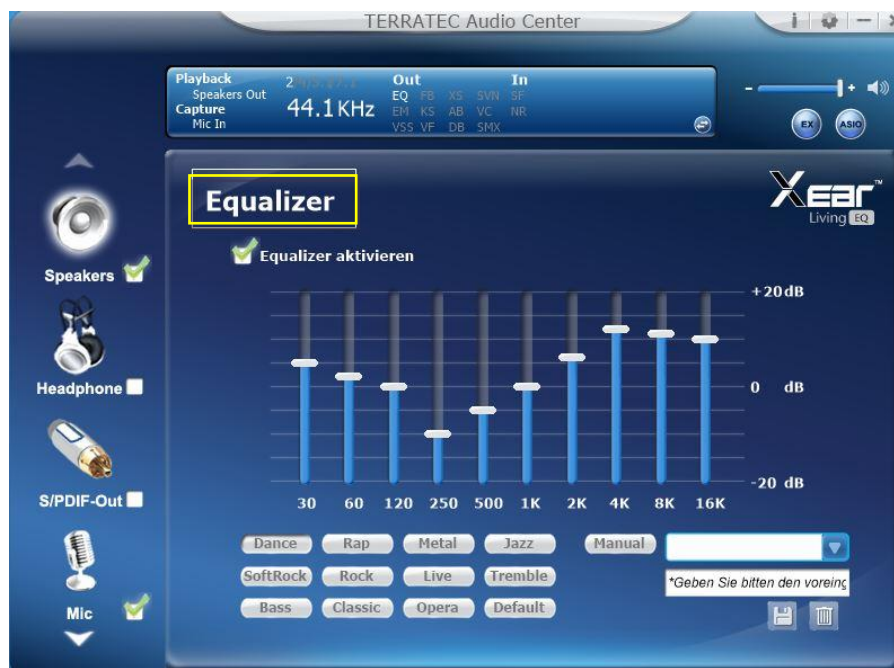 TERRATEC Audio Center
i
Playback
Speakers Out
Capture
Mic In
44.1KHz
Out In
EQ FB XS SVN SF
EM KS AB VC NR
VSS VF DB SMX
- +
EX ASIO
Equalizer
Xear™
Living EQ
Equalizer aktivieren
Speakers
Headphone
S/PDIF-Out
Mic
+20dB
0 dB
-20 dB
30 60 120 250 500 1K 2K 4K 8K 16K
Dance Rap Metal Jazz Manual
SoftRock Rock Live Tremble
*Geben Sie bitten den voreing
Bass Classic Opera Default